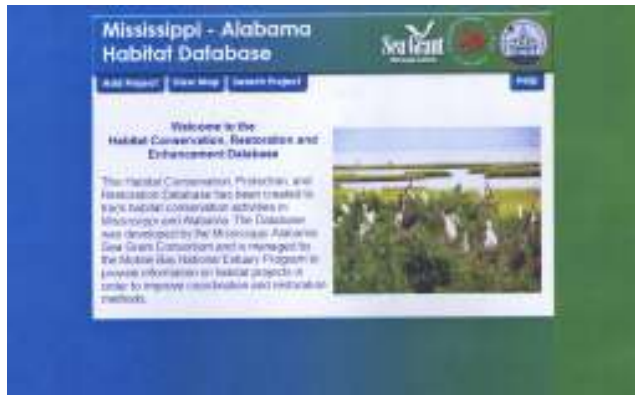 Mississippi - Alabama
Habitat Database
Sea Grant
Add Project View Map Search Project
Help
Welcome to the
Habitat Conservation, Restoration and
Enhancement Database
This Habitat Conservation, Protection, and
Restoration Database has been created to
track habitat conservation activities in
Mississippi and Alabama. The Database
was developed by the Mississippi Alabama
Sea Grant Consortium and is managed by
the Mobile Bay National Estuary Program to
provide information on habitat projects in
order to improve coordination and restoration
methods.